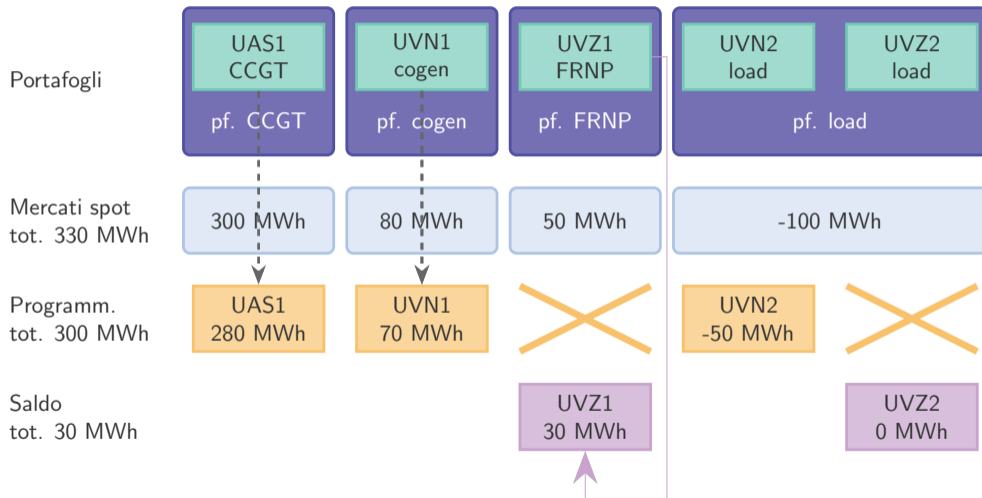 Portafogli
UAS1
CCGT
pf. CCGT
UVN1
cogen
pf. cogen
UVZ1
FRNP
pf. FRNP
UVN2
load
UVZ2
load
pf. load
Mercati spot
tot. 330 MWh
300 MWh
80 MWh
50 MWh
-100 MWh
Programm.
tot. 300 MWh
UAS1
280 MWh
UVN1
70 MWh
UVN2
-50 MWh
Saldo
tot. 30 MWh
UVZ1
30 MWh
UVZ2
0 MWh